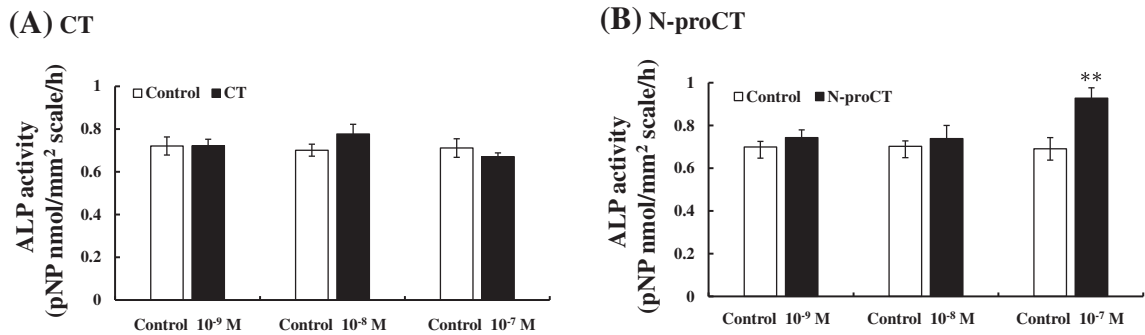 (A) CT
ALP activity
(pNP nmol/mm² scale/h)
1
0.8
0.6
0.4
0.2
0
Control CT
Control 10⁻⁹ M Control 10⁻⁸ M Control 10⁻⁷ M
(B) N-proCT
ALP activity
(pNP nmol/mm² scale/h)
1
0.8
0.6
0.4
0.2
0
Control N-proCT
**
Control 10⁻⁹ M Control 10⁻⁸ M Control 10⁻⁷ M